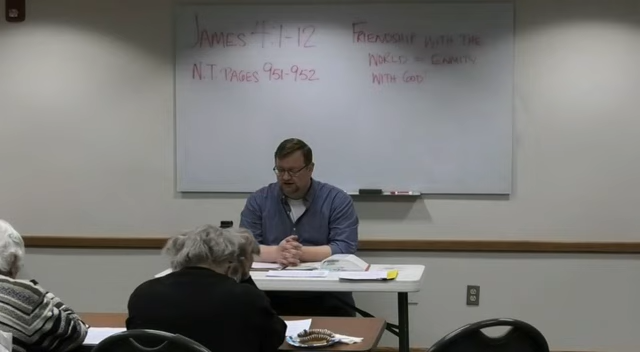 James 4:1-12
N.T. Pages 951-952
Friendship with the
World = Enmity
with God